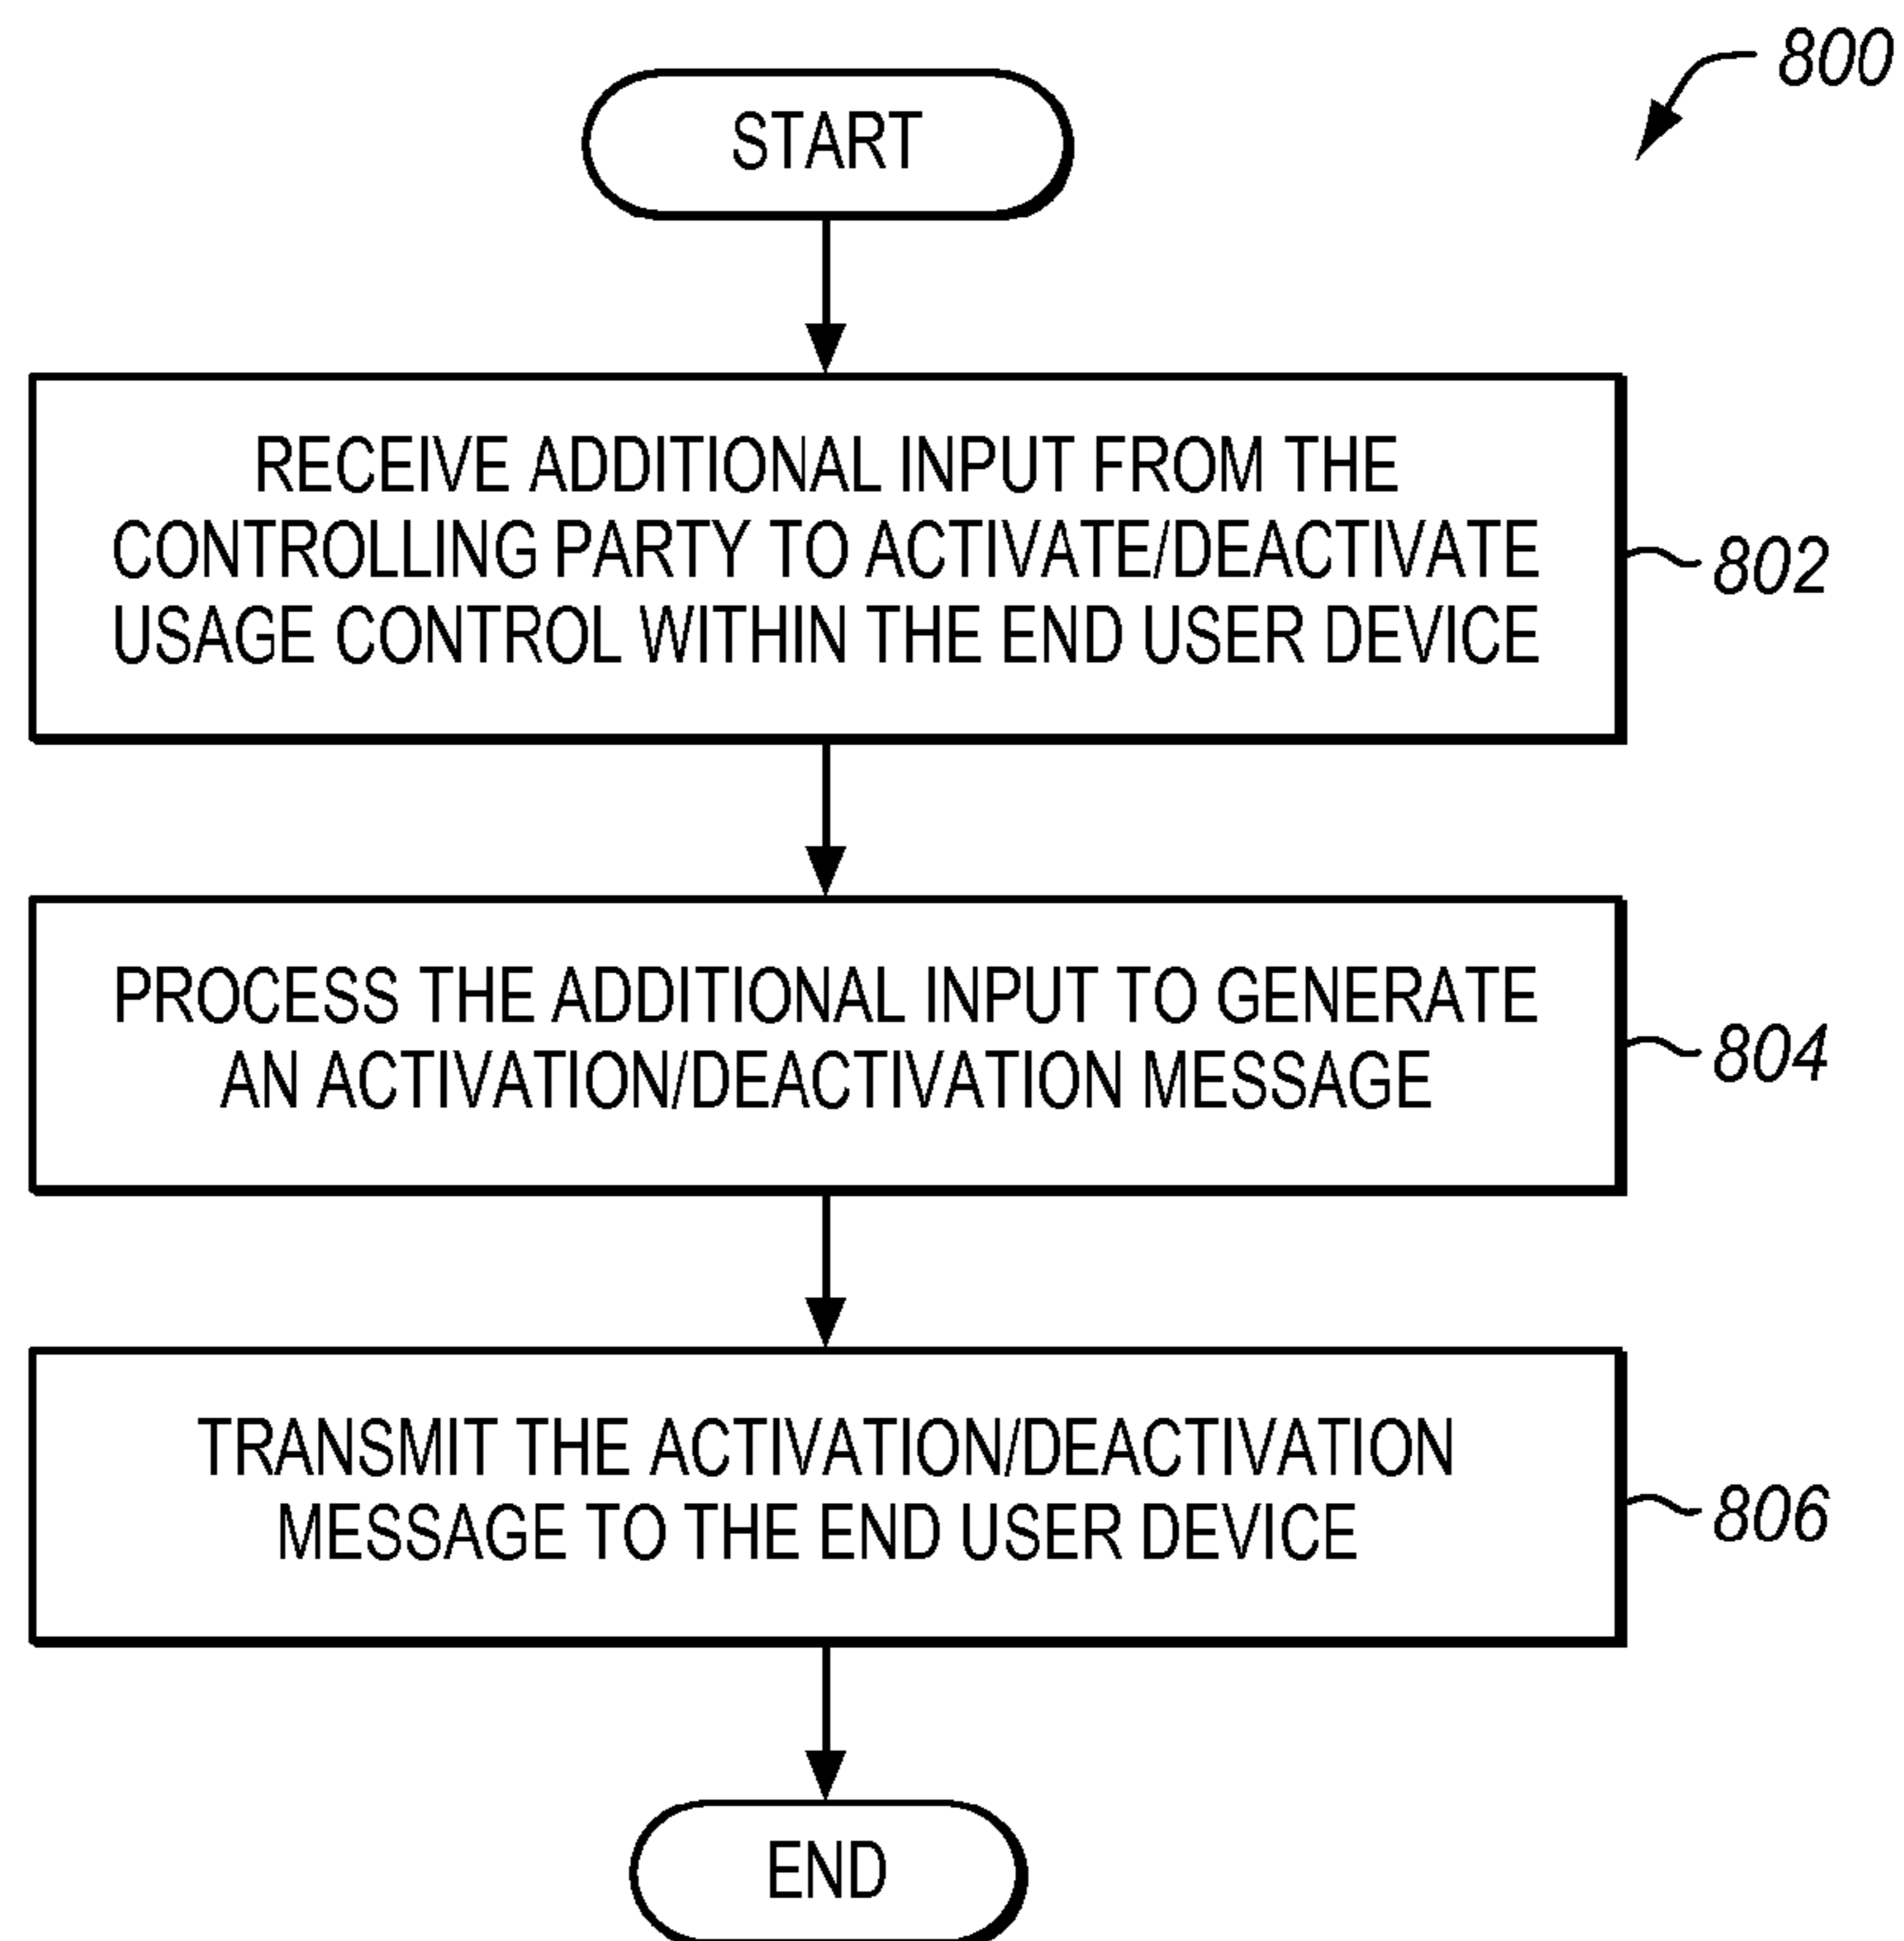 800
START
RECEIVE ADDITIONAL INPUT FROM THE
CONTROLLING PARTY TO ACTIVATE/DEACTIVATE
USAGE CONTROL WITHIN THE END USER DEVICE
802
PROCESS THE ADDITIONAL INPUT TO GENERATE
AN ACTIVATION/DEACTIVATION MESSAGE
804
TRANSMIT THE ACTIVATION/DEACTIVATION
MESSAGE TO THE END USER DEVICE
806
END